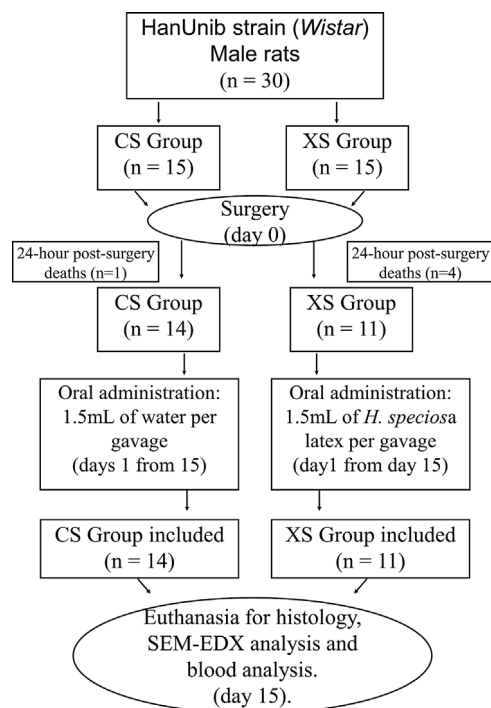 HanUnib strain (Wistar)
Male rats
(n = 30)
CS Group
(n = 15)
XS Group
(n = 15)
Surgery
(day 0)
24-hour post-surgery
deaths (n=1)
24-hour post-surgery
deaths (n=4)
CS Group
(n = 14)
XS Group
(n = 11)
Oral administration:
1.5mL of water per
gavage
(days 1 from 15)
Oral administration:
1.5mL of H. speciosa
latex per gavage
(day1 from day 15)
CS Group included
(n = 14)
XS Group included
(n = 11)
Euthanasia for histology,
SEM-EDX analysis and
blood analysis.
(day 15).